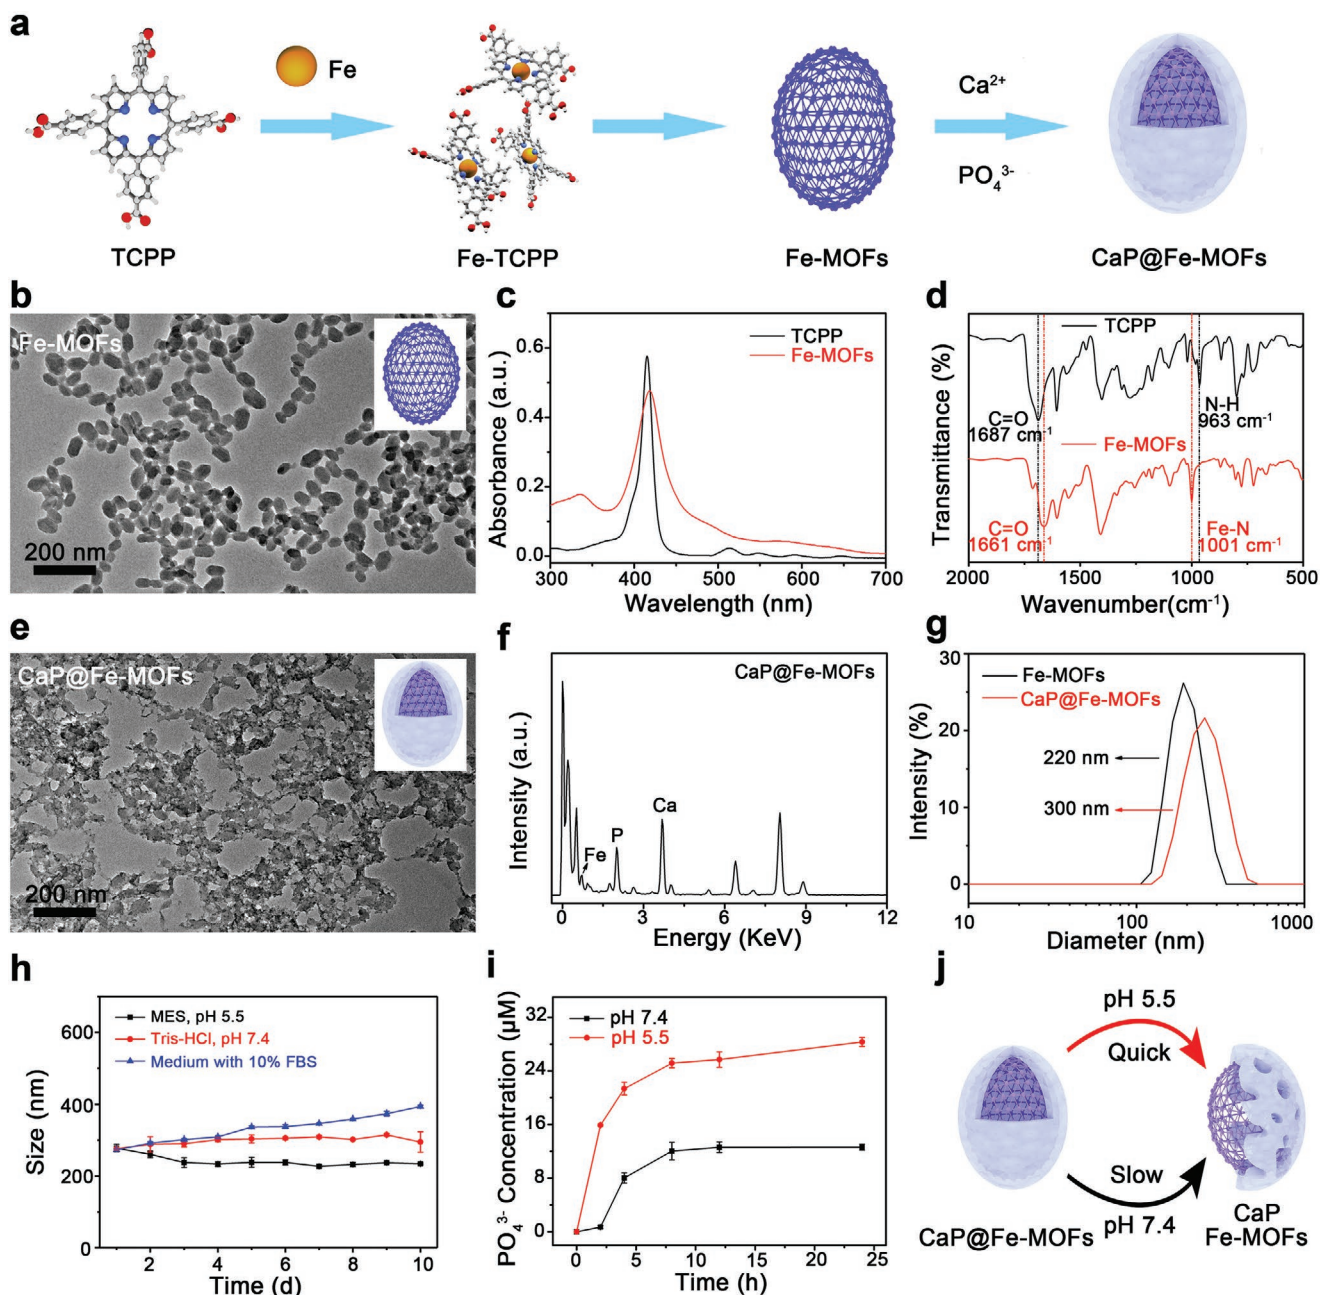 a
Fe
Ca²⁺
PO₄³⁻
TCPP
Fe-TCPP
Fe-MOFs
CaP@Fe-MOFs
b
Fe-MOFs
200 nm
c
Absorbance (a.u.)
0.6
0.4
0.2
0.0
TCPP
Fe-MOFs
300
400
500
600
700
Wavelength (nm)
d
Transmittance (%)
TCPP
C=O
1687 cm⁻¹
N-H
963 cm⁻¹
Fe-MOFs
C=O
1661 cm⁻¹
Fe-N
1001 cm⁻¹
2000
1500
1000
500
Wavenumber(cm⁻¹)
e
CaP@Fe-MOFs
200 nm
f
Intensity (a.u.)
CaP@Fe-MOFs
Fe
P
Ca
0
3
6
9
12
Energy (KeV)
g
Intensity (%)
30
20
10
0
Fe-MOFs
CaP@Fe-MOFs
220 nm
300 nm
10
100
1000
Diameter (nm)
h
Size (nm)
600
400
200
0
MES, pH 5.5
Tris-HCl, pH 7.4
Medium with 10% FBS
2
4
6
8
10
Time (d)
i
PO₄³⁻ Concentration (μM)
32
24
16
8
0
pH 7.4
pH 5.5
0
5
10
15
20
25
Time (h)
j
pH 5.5
Quick
Slow
pH 7.4
CaP@Fe-MOFs
CaP
Fe-MOFs